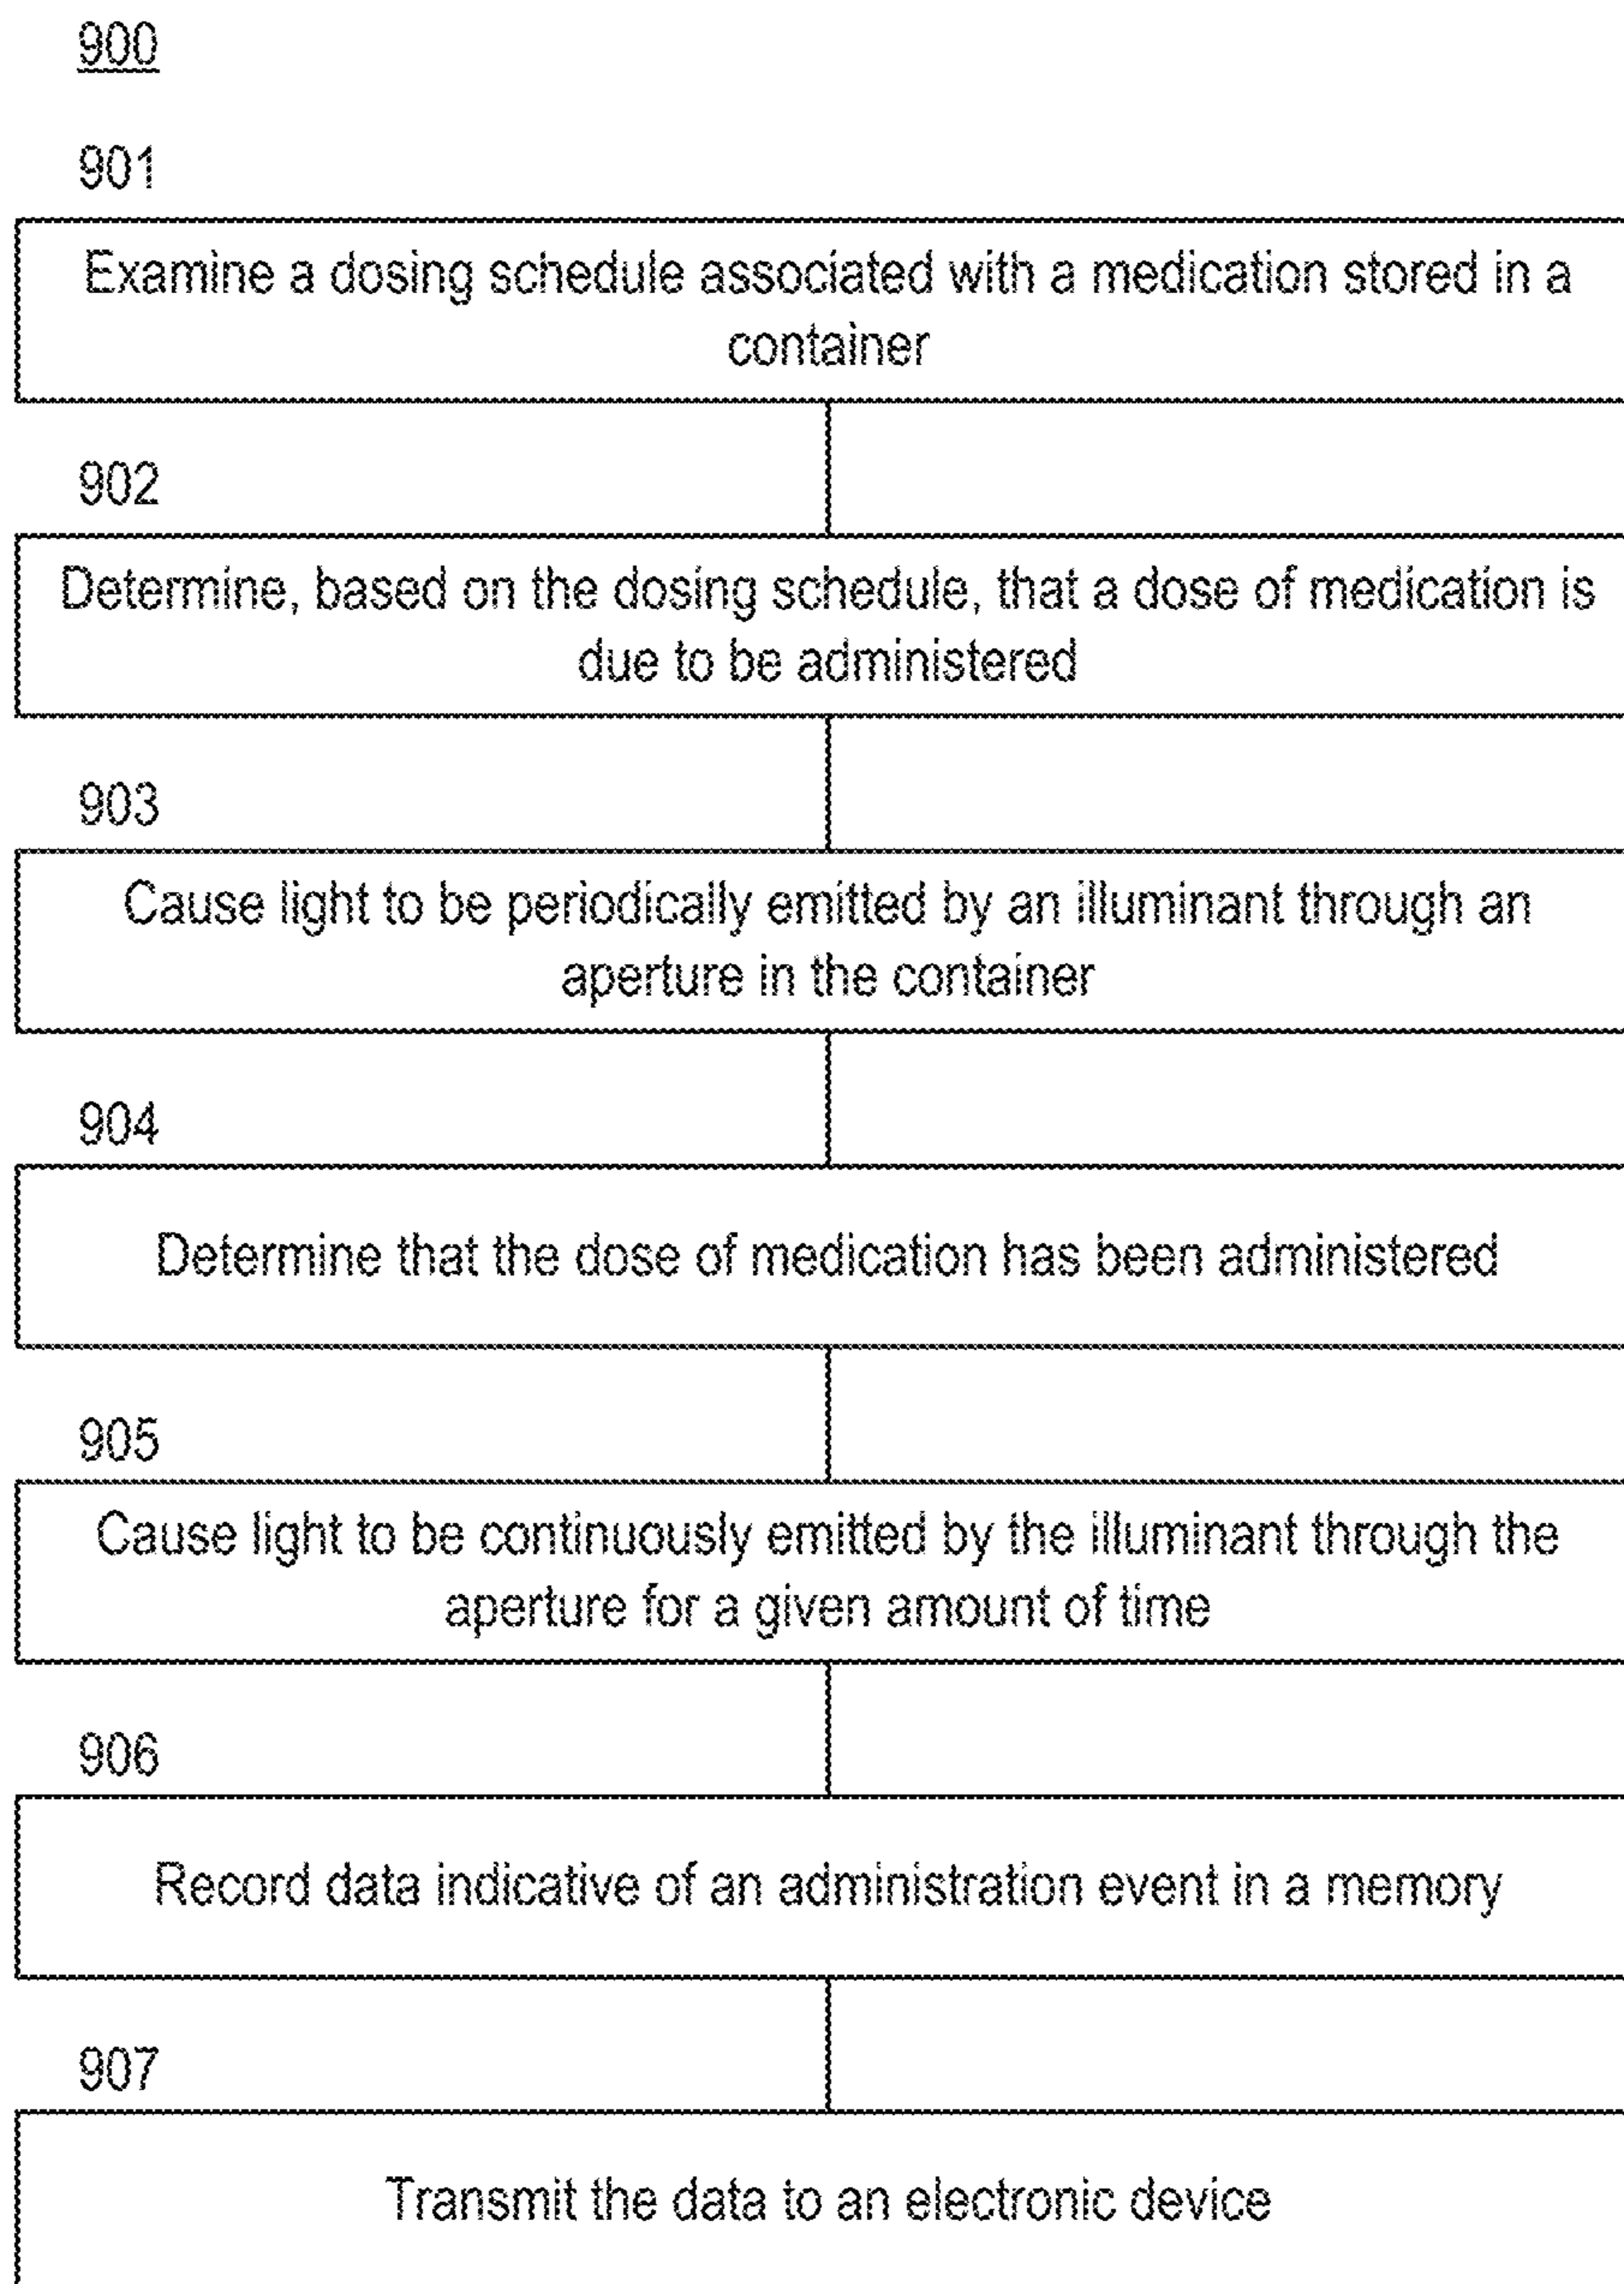 900
901
Examine a dosing schedule associated with a medication stored in a
container
902
Determine, based on the dosing schedule, that a dose of medication is
due to be administered
903
Cause light to be periodically emitted by an illuminant through an
aperture in the container
904
Determine that the dose of medication has been administered
905
Cause light to be continuously emitted by the illuminant through the
aperture for a given amount of time
906
Record data indicative of an administration event in a memory
907
Transmit the data to an electronic device